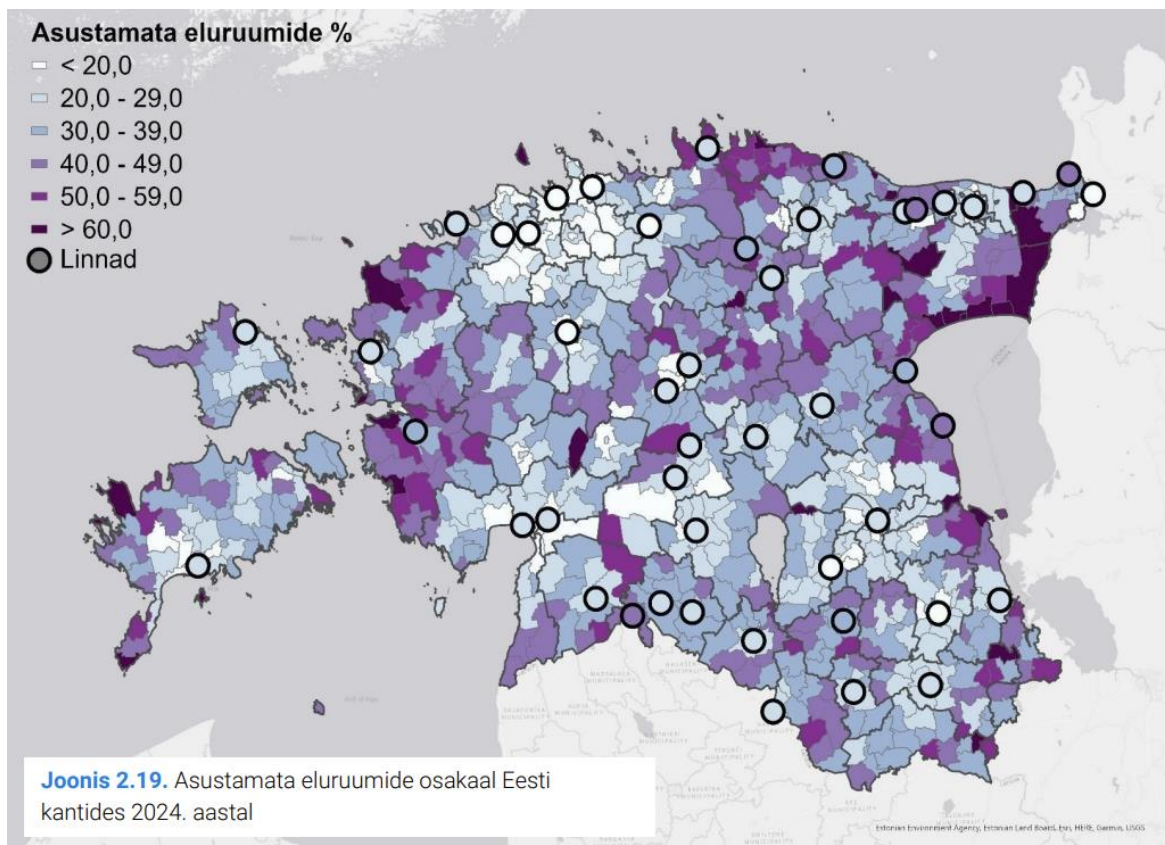 Asustamata eluruumide %
< 20,0
20,0 - 29,0
30,0 - 39,0
40,0 - 49,0
50,0 - 59,0
> 60,0
Linnad
Joonis 2.19. Asustamata eluruumide osakaal Eesti
kantides 2024. aastal
Estonian Environment Agency, Estonian Land Board, Esri, HERE, Garmin, USGS